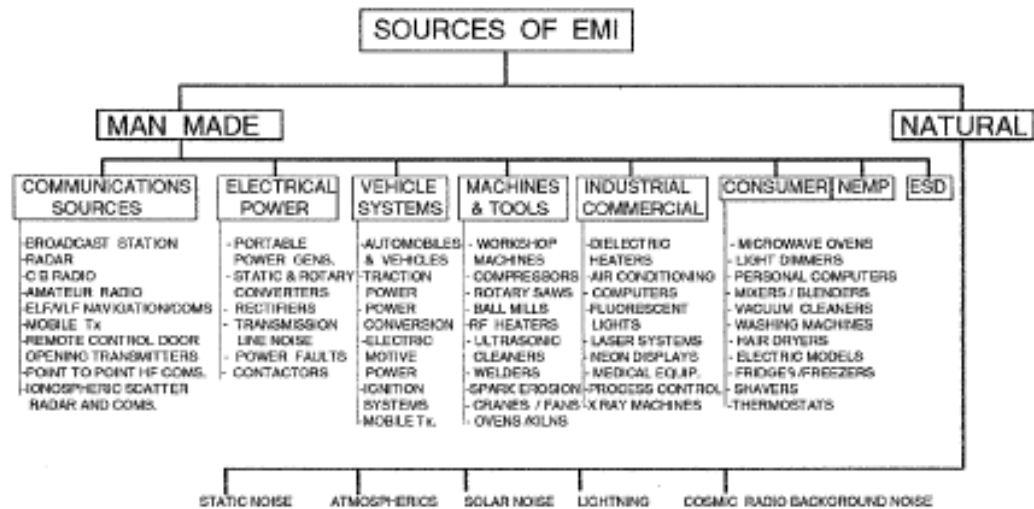 SOURCES OF EMI
MAN MADE
NATURAL
COMMUNICATIONS
SOURCES
-BROADCAST STATION
-RADAR
-C B RADIO
-AMATEUR RADIO
-ELF/VLF NAVIGATION/COMS
-MOBILE Tx
-REMOTE CONTROL DOOR
OPENING TRANSMITTERS
-POINT TO POINT HF COMS.
-IONOSPHERIC SCATTER
RADAR AND COMS.
ELECTRICAL
POWER
- PORTABLE
POWER GENS.
- STATIC & ROTARY
CONVERTERS
- RECTIFIERS
- TRANSMISSION
LINE NOISE
- POWER FAULTS
- CONTACTORS
VEHICLE
SYSTEMS
-AUTOMOBILES
& VEHICLES
-TRACTION
POWER
- POWER
CONVERSION
-ELECTRIC
MOTIVE
POWER
-IGNITION
SYSTEMS
-MOBILE Tx.
MACHINES
& TOOLS
- WORKSHOP
MACHINES
-COMPRESSORS
-ROTARY SAWS
-BALL MILLS
-RF HEATERS
-ULTRASONIC
CLEANERS
-WELDERS
-SPARK EROSION
-CRANES / FANS
- OVENS /KILNS
INDUSTRIAL
COMMERCIAL
-DIELECTRIC
HEATERS
-AIR CONDITIONING
-COMPUTERS
-FLUORESCENT
LIGHTS
-LASER SYSTEMS
-NEON DISPLAYS
-MEDICAL EQUIP.
-PROCESS CONTROL
-X RAY MACHINES
CONSUMER
- MICROWAVE OVENS
- LIGHT DIMMERS
- PERSONAL COMPUTERS
- MIXERS / BLENDERS
- VACUUM CLEANERS
- WASHING MACHINES
- HAIR DRYERS
- ELECTRIC MODELS
- FRIDGES /FREEZERS
- SHAVERS
-THERMOSTATS
NEMP
ESD
STATIC NOISE
ATMOSPHERICS
SOLAR NOISE
LIGHTNING
COSMIC RADIO BACKGROUND NOISE